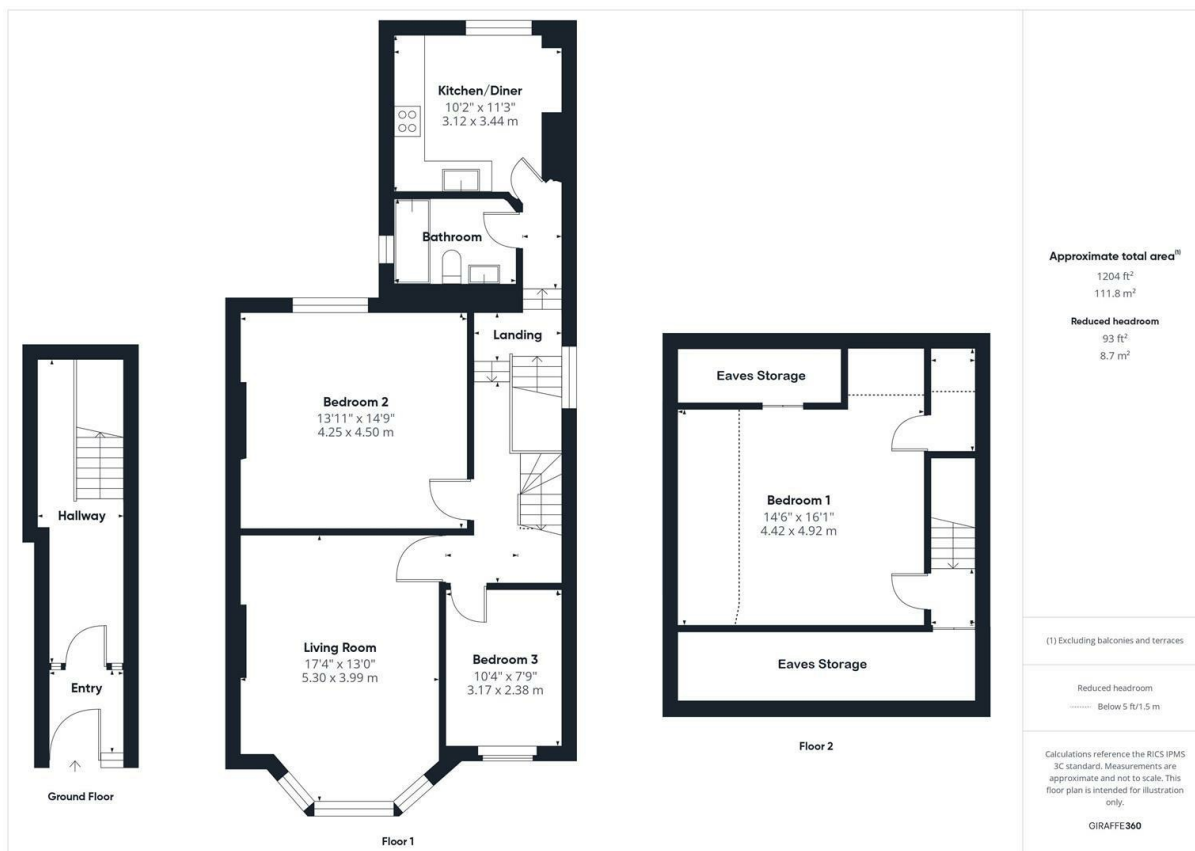 Kitchen/Diner
10'2" x 11'3"
3.12 x 3.44 m
Bathroom
Landing
Bedroom 2
13'11" x 14'9"
4.25 x 4.50 m
Living Room
17'4" x 13'0"
5.30 x 3.99 m
Bedroom 3
10'4" x 7'9"
3.17 x 2.38 m
Floor 1
Hallway
Entry
Ground Floor
Eaves Storage
Bedroom 1
14'6" x 16'1"
4.42 x 4.92 m
Eaves Storage
Floor 2
Approximate total area(1)
1204 ft²
111.8 m²
Reduced headroom
93 ft²
8.7 m²
(1) Excluding balconies and terraces
Reduced headroom
Below 5 ft/1.5 m
Calculations reference the RICS IPMS
3C standard. Measurements are
approximate and not to scale. This
floor plan is intended for illustration
only.
GIRAFFE360